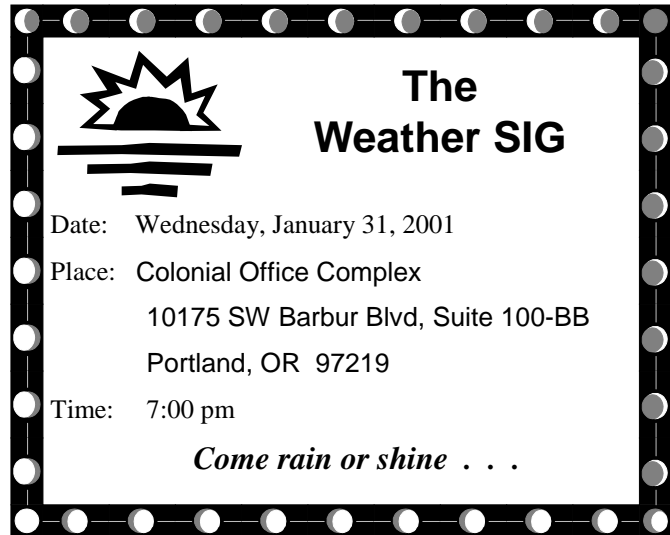 The
Weather SIG
Date: Wednesday, January 31, 2001
Place: Colonial Office Complex
10175 SW Barbur Blvd, Suite 100-BB
Portland, OR 97219
Time: 7:00 pm
Come rain or shine . . .